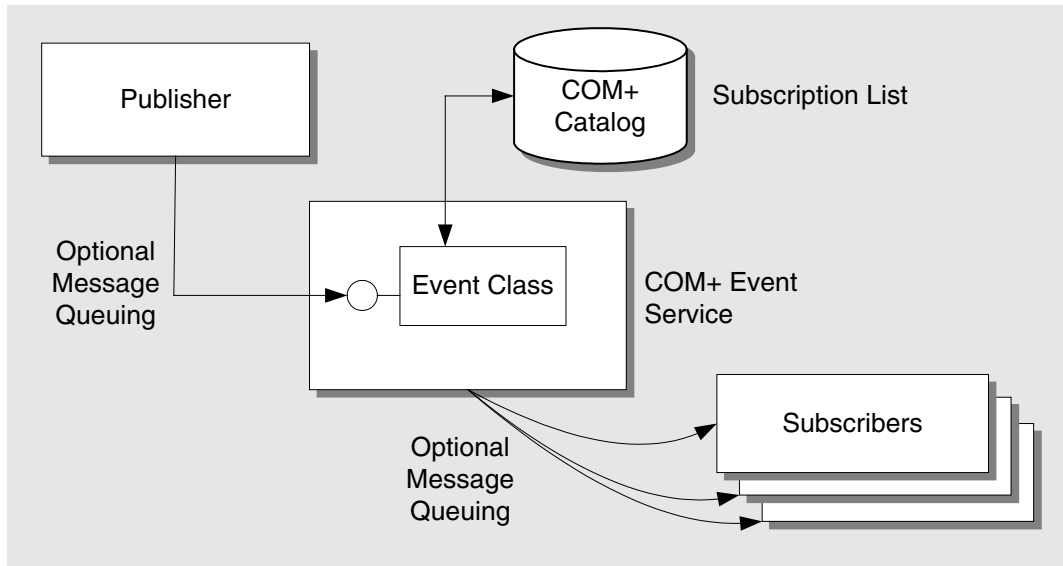 Publisher
COM+
Catalog
Subscription List
Optional
Message
Queuing
Event Class
COM+ Event
Service
Subscribers
Optional
Message
Queuing